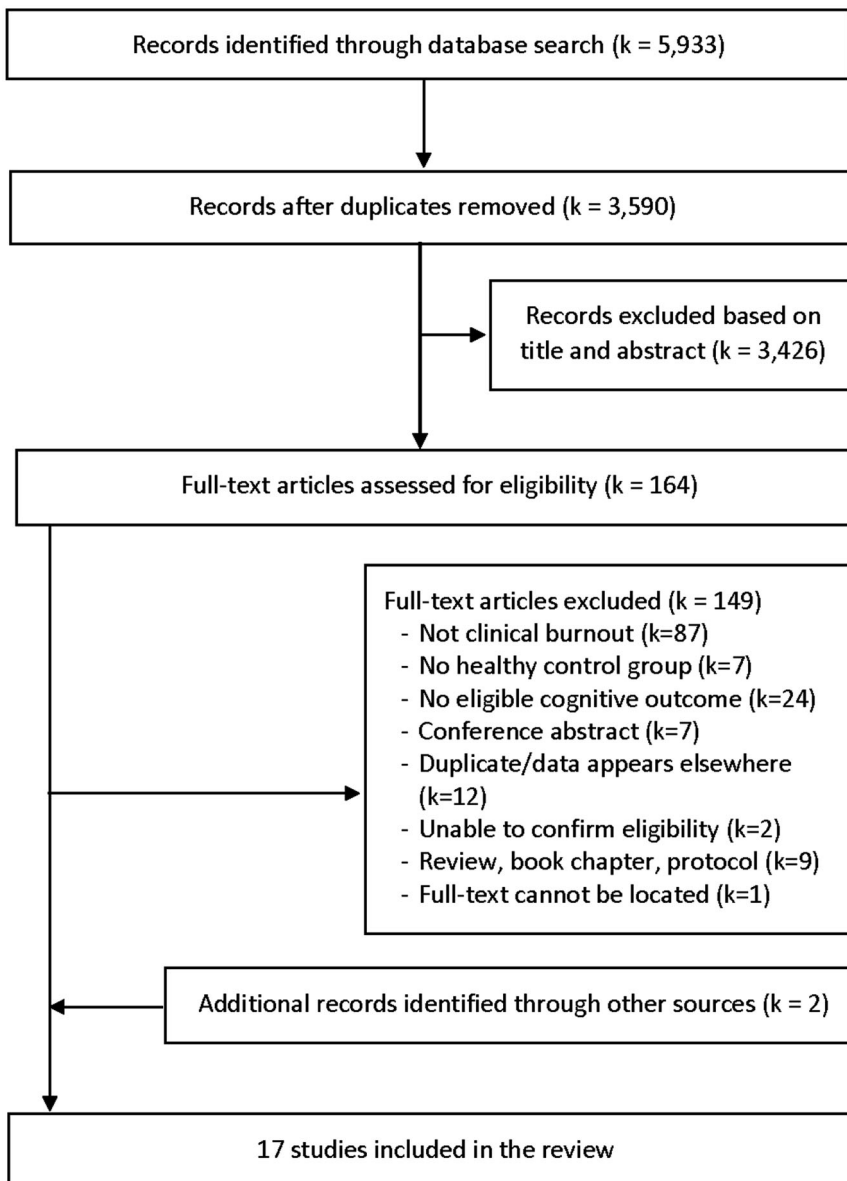 Records identified through database search (k = 5,933)
Records after duplicates removed (k = 3,590)
Records excluded based on
title and abstract (k = 3,426)
Full-text articles assessed for eligibility (k = 164)
Full-text articles excluded (k = 149)
- Not clinical burnout (k=87)
- No healthy control group (k=7)
- No eligible cognitive outcome (k=24)
- Conference abstract (k=7)
- Duplicate/data appears elsewhere
(k=12)
- Unable to confirm eligibility (k=2)
- Review, book chapter, protocol (k=9)
- Full-text cannot be located (k=1)
Additional records identified through other sources (k = 2)
17 studies included in the review